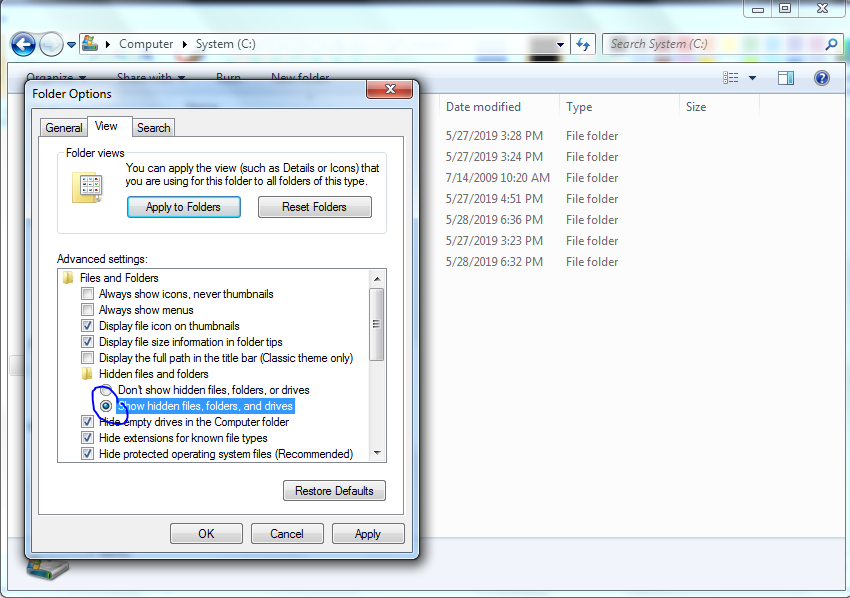 Computer System (C:)
Search System (C:)
Organize Share with Burn New folder
Folder Options
General View Search
Folder views
You can apply the view (such as Details or Icons) that
you are using for this folder to all folders of this type.
Apply to Folders Reset Folders
Advanced settings:
Files and Folders
Always show icons, never thumbnails
Always show menus
Display file icon on thumbnails
Display file size information in folder tips
Display the full path in the title bar (Classic theme only)
Hidden files and folders
Don't show hidden files, folders, or drives
Show hidden files, folders, and drives
Hide empty drives in the Computer folder
Hide extensions for known file types
Hide protected operating system files (Recommended)
Restore Defaults
OK Cancel Apply
Date modified Type Size
5/27/2019 3:28 PM File folder
5/27/2019 3:24 PM File folder
7/14/2009 10:20 AM File folder
5/27/2019 4:51 PM File folder
5/28/2019 6:36 PM File folder
5/27/2019 3:23 PM File folder
5/28/2019 6:32 PM File folder